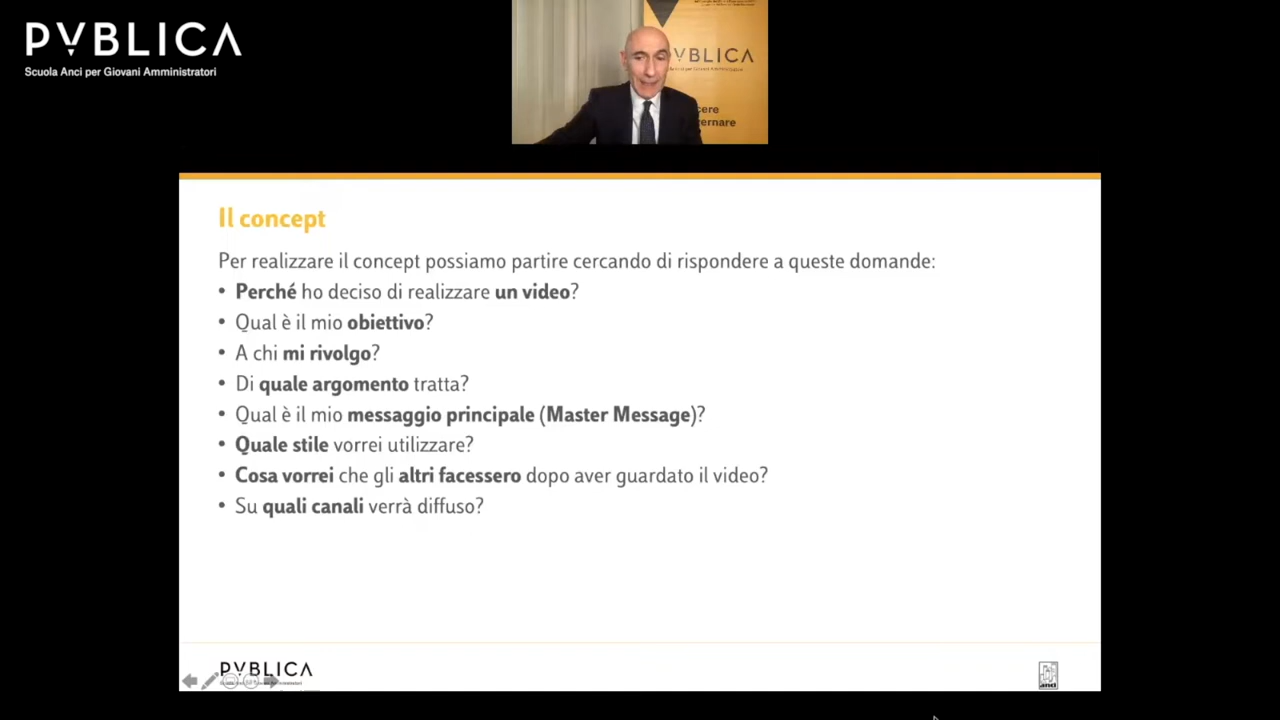 PVBLICA
Scuola Anci per Giovani Amministratori
PVBLICA
cere
ernare
Il concept
Per realizzare il concept possiamo partire cercando di rispondere a queste domande:
• Perché ho deciso di realizzare un video?
• Qual è il mio obiettivo?
• A chi mi rivolgo?
• Di quale argomento tratta?
• Qual è il mio messaggio principale (Master Message)?
• Quale stile vorrei utilizzare?
• Cosa vorrei che gli altri facessero dopo aver guardato il video?
• Su quali canali verrà diffuso?
PVBLICA
anci